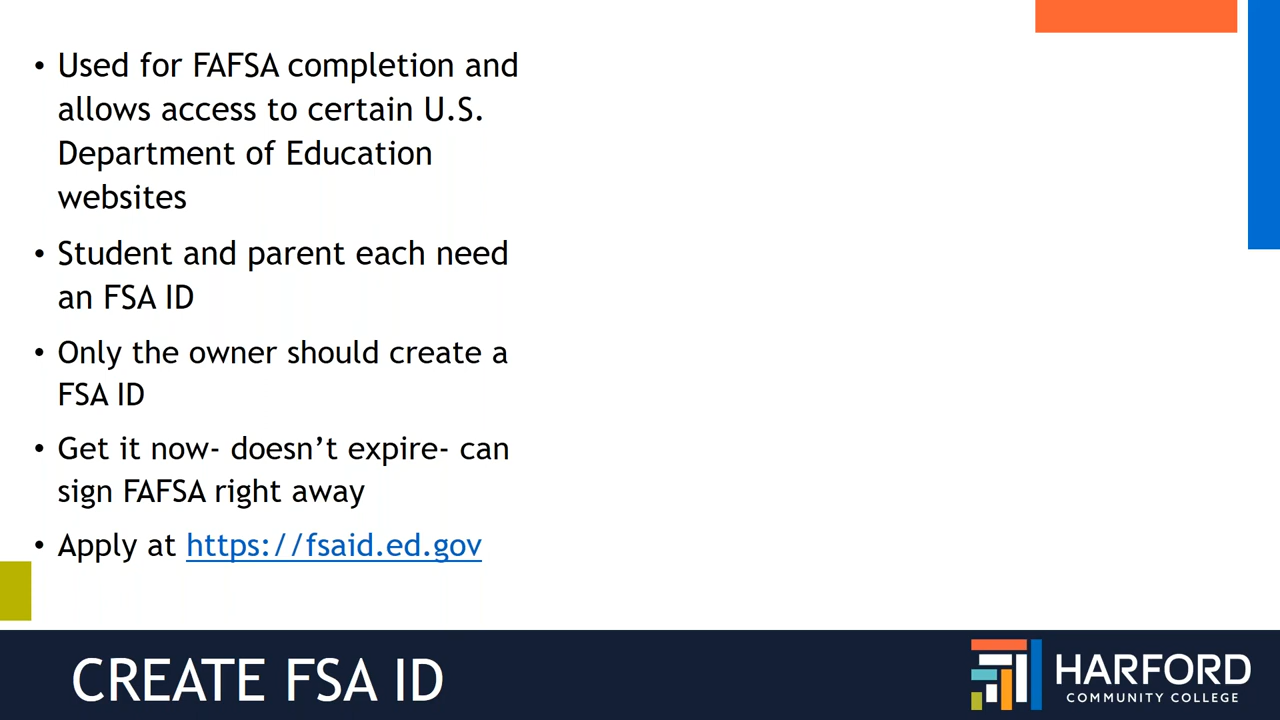 • Used for FAFSA completion and
allows access to certain U.S.
Department of Education
websites
• Student and parent each need
an FSA ID
• Only the owner should create a
FSA ID
• Get it now- doesn’t expire- can
sign FAFSA right away
• Apply at https://fsaid.ed.gov
CREATE FSA ID
HARFORD
COMMUNITY COLLEGE